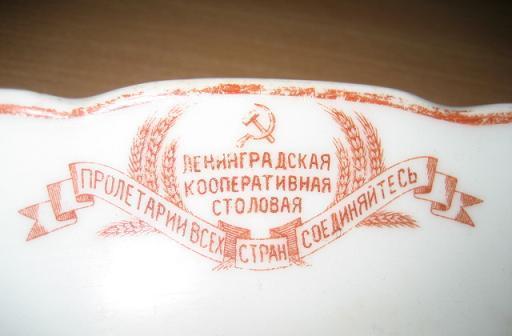 ЛЕНИНГРАДСКАЯ
КООПЕРАТИВНАЯ
СТОЛОВАЯ
ПРОЛЕТАРИИ ВСЕХ СТРАН СОЕДИНЯЙТЕСЬ